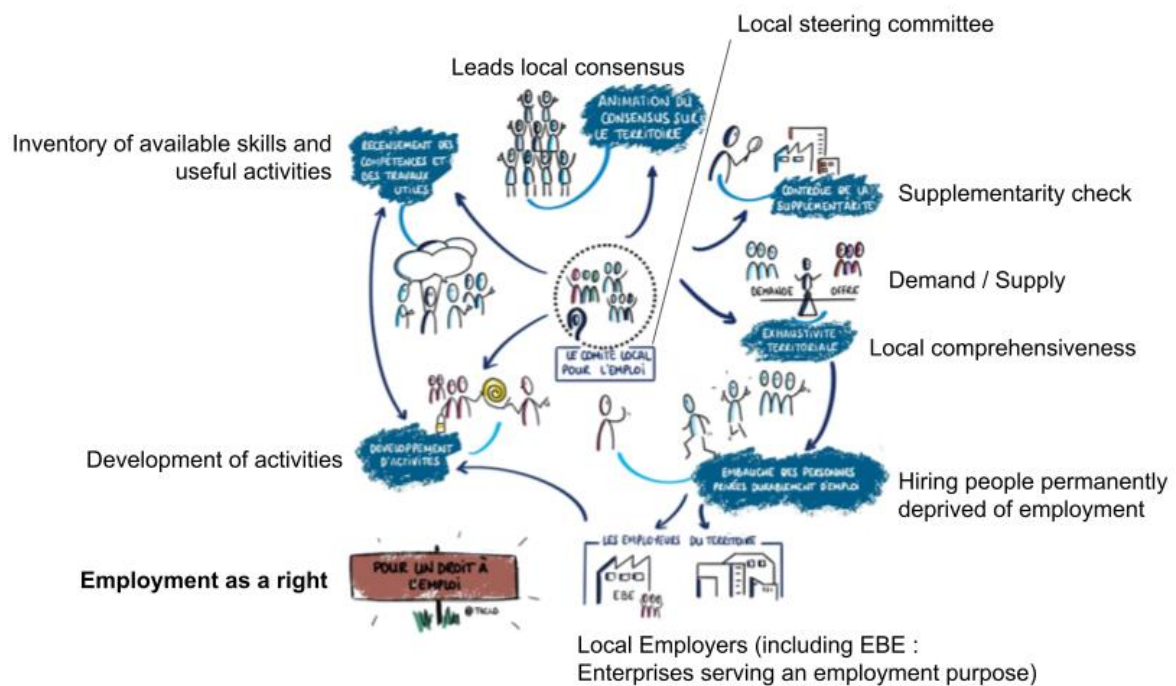 Local steering committee
Leads local consensus
ANIMATION DU
CONSENSUS SUR
LE TERRITOIRE
Inventory of available skills and
useful activities
RECENSEMENT DES
COMPÉTENCES ET
DES TRAVAUX
UTILES
CONTRÔLE DE LA
SUPPLÉMENTARITÉ
Supplementarity check
DEMANDE
OFFRE
Demand / Supply
EXHAUSTIVITÉ
TERRITORIALE
Local comprehensiveness
LE COMITÉ LOCAL
POUR L'EMPLOI
Development of activities
DÉVELOPPEMENT
D'ACTIVITÉS
EMBAUCHE DES PERSONNES
PRIVÉES DURABLEMENT D'EMPLOI
Hiring people permanently
deprived of employment
LES EMPLOYEURS DU TERRITOIRE
EBE
Employment as a right
POUR UN DROIT À
L'EMPLOI
Local Employers (including EBE :
Enterprises serving an employment purpose)